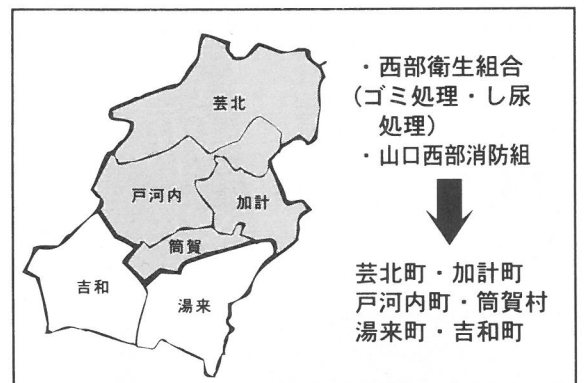 芸北
戸河内
加計
筒賀
吉和
湯来
・西部衛生組合
(ゴミ処理・し尿
処理)
・山口西部消防組
芸北町・加計町
戸河内町・筒賀村
湯来町・吉和町